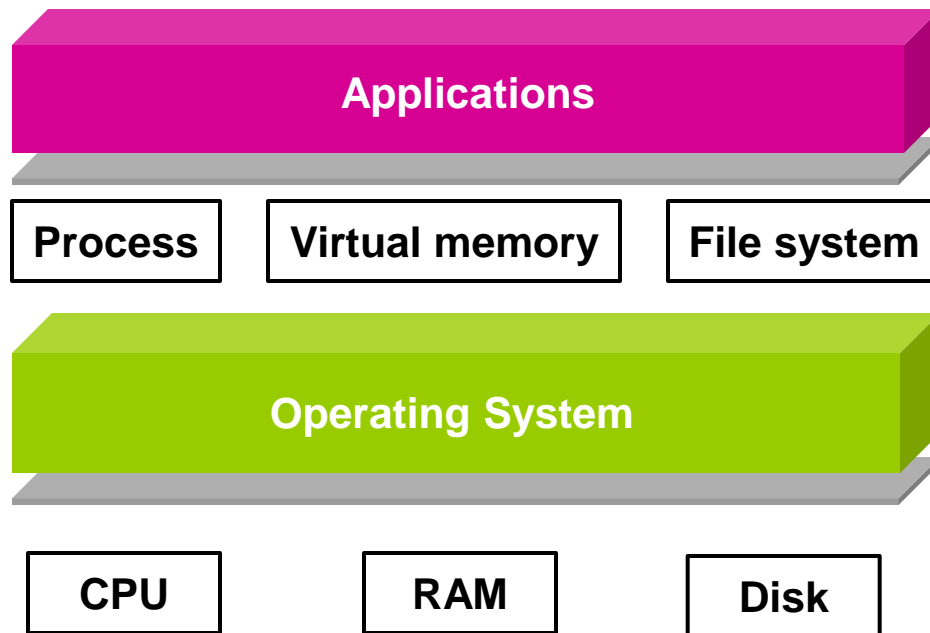 Applications
Process Virtual memory File system
Operating System
CPU RAM Disk